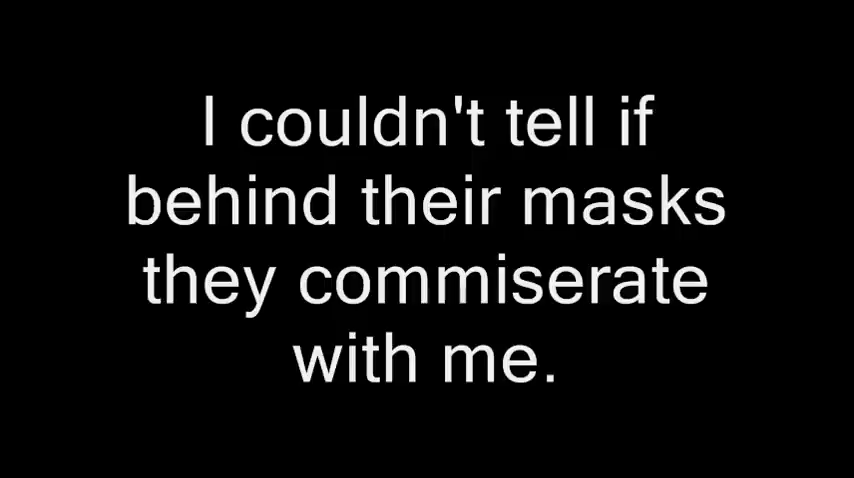 I couldn't tell if
behind their masks
they commiserate
with me.